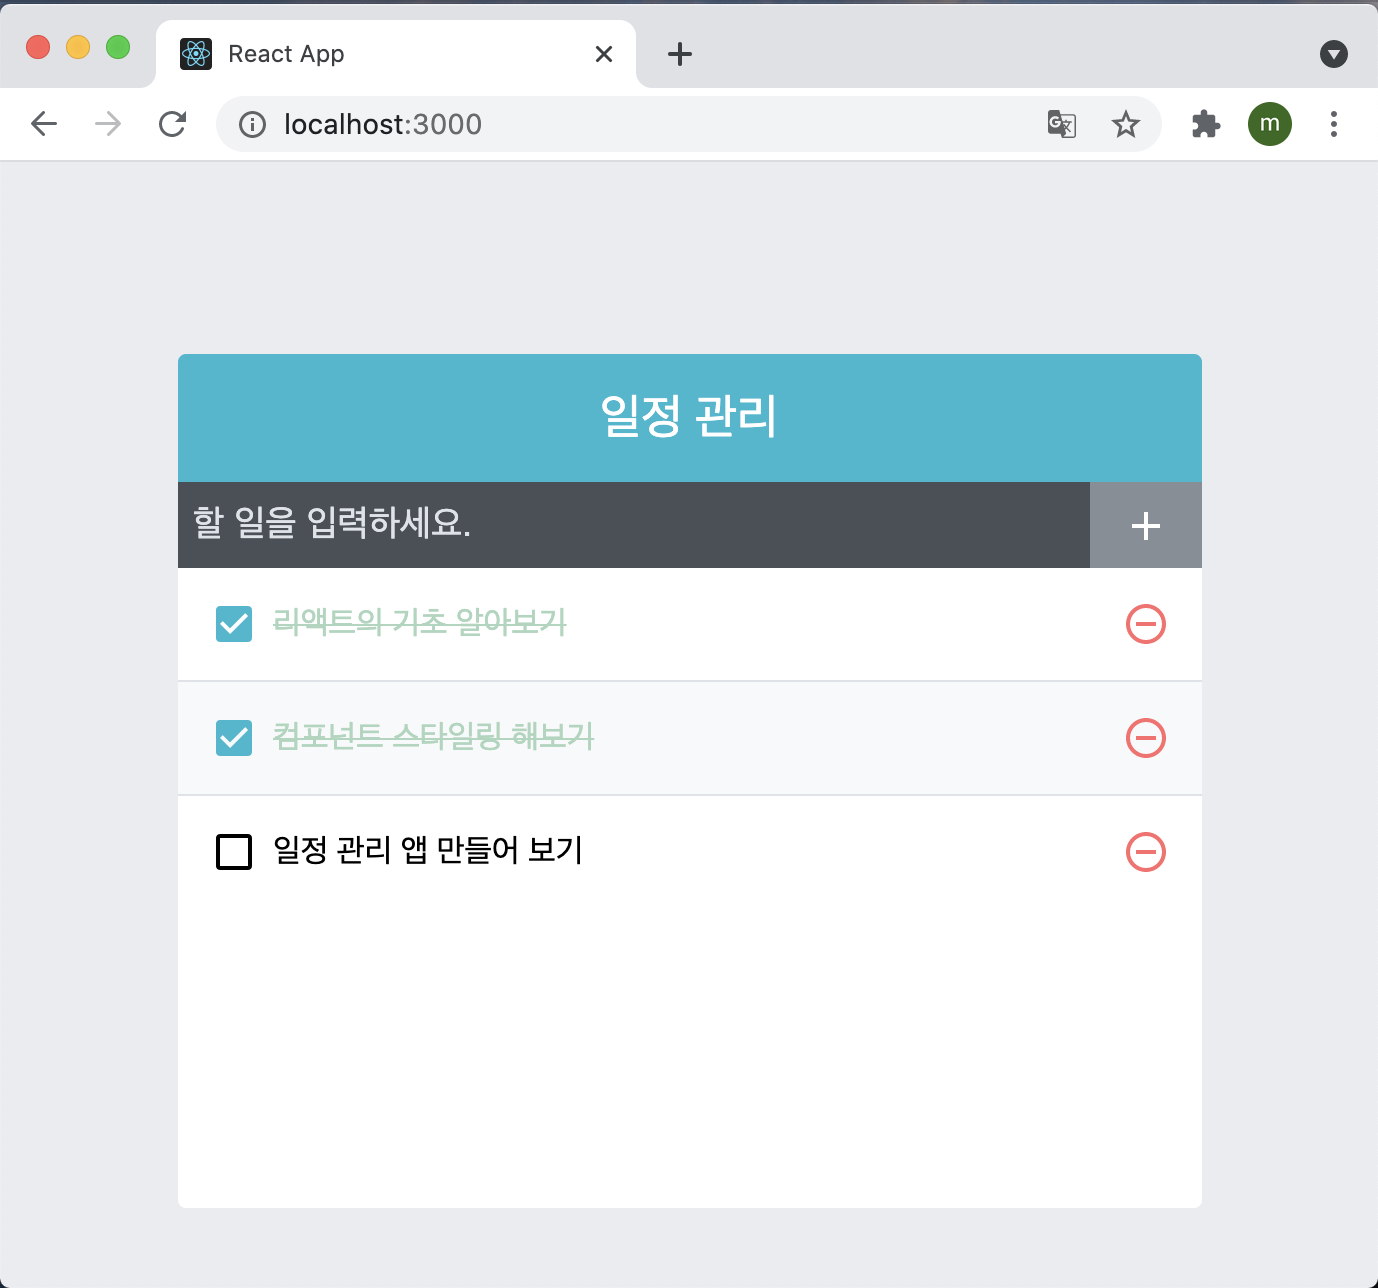 React App
localhost:3000
m
일정 관리
할 일을 입력하세요.
리액트의 기초 알아보기
컴포넌트 스타일링 해보기
일정 관리 앱 만들어 보기